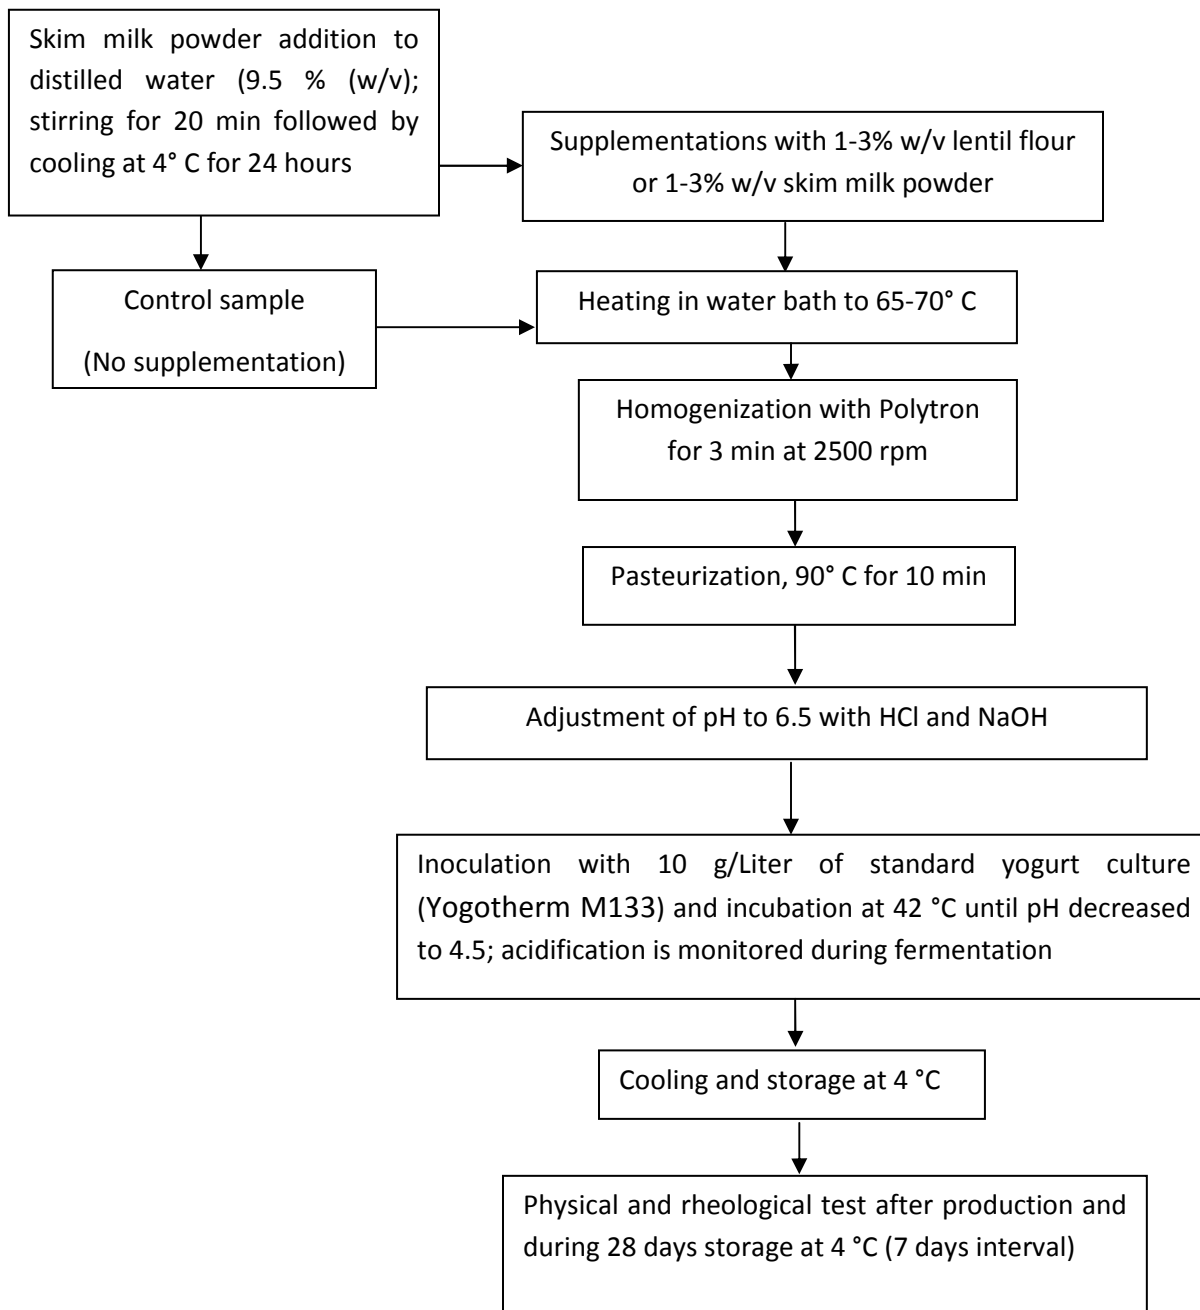 Skim milk powder addition to
distilled water (9.5 % (w/v);
stirring for 20 min followed by
cooling at 4° C for 24 hours
Supplementations with 1-3% w/v lentil flour
or 1-3% w/v skim milk powder
Control sample
(No supplementation)
Heating in water bath to 65-70° C
Homogenization with Polytron
for 3 min at 2500 rpm
Pasteurization, 90° C for 10 min
Adjustment of pH to 6.5 with HCl and NaOH
Inoculation with 10 g/Liter of standard yogurt culture
(Yogotherm M133) and incubation at 42 °C until pH decreased
to 4.5; acidification is monitored during fermentation
Cooling and storage at 4 °C
Physical and rheological test after production and
during 28 days storage at 4 °C (7 days interval)